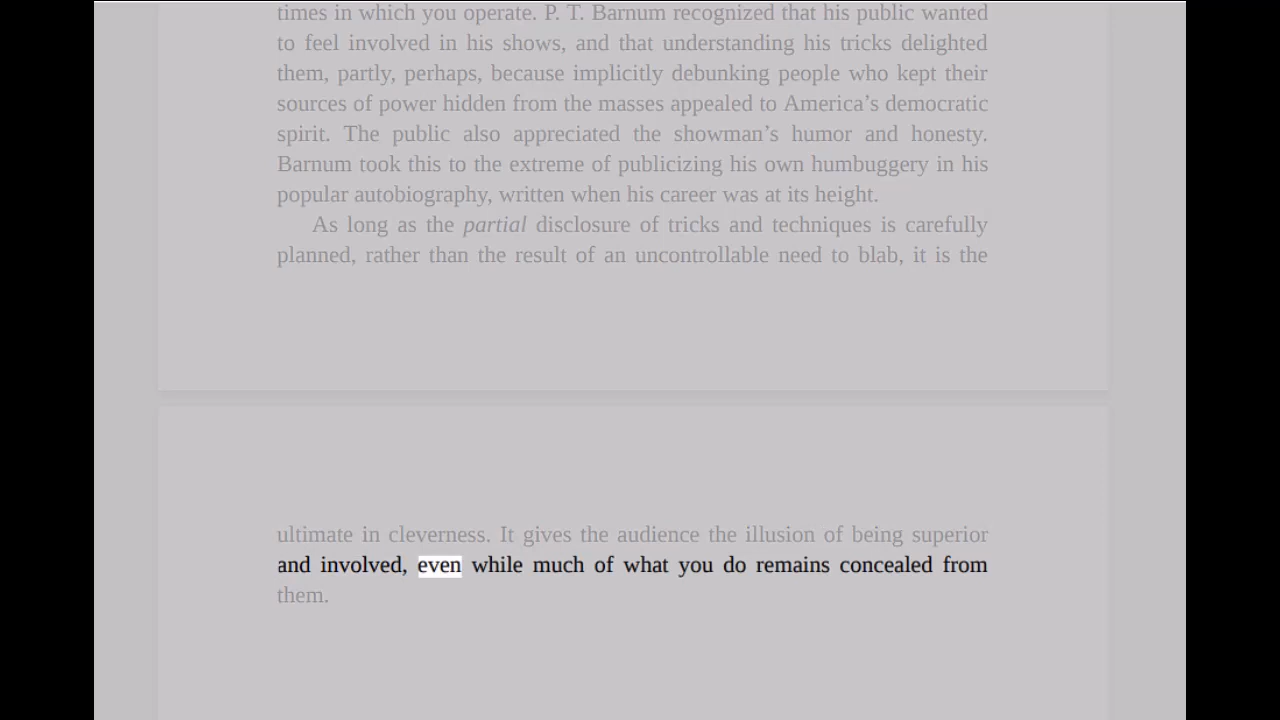 times in which you operate. P. T. Barnum recognized that his public wanted
to feel involved in his shows, and that understanding his tricks delighted
them, partly, perhaps, because implicitly debunking people who kept their
sources of power hidden from the masses appealed to America’s democratic
spirit. The public also appreciated the showman’s humor and honesty.
Barnum took this to the extreme of publicizing his own humbuggery in his
popular autobiography, written when his career was at its height.
As long as the partial disclosure of tricks and techniques is carefully
planned, rather than the result of an uncontrollable need to blab, it is the
ultimate in cleverness. It gives the audience the illusion of being superior
and involved, even while much of what you do remains concealed from
them.